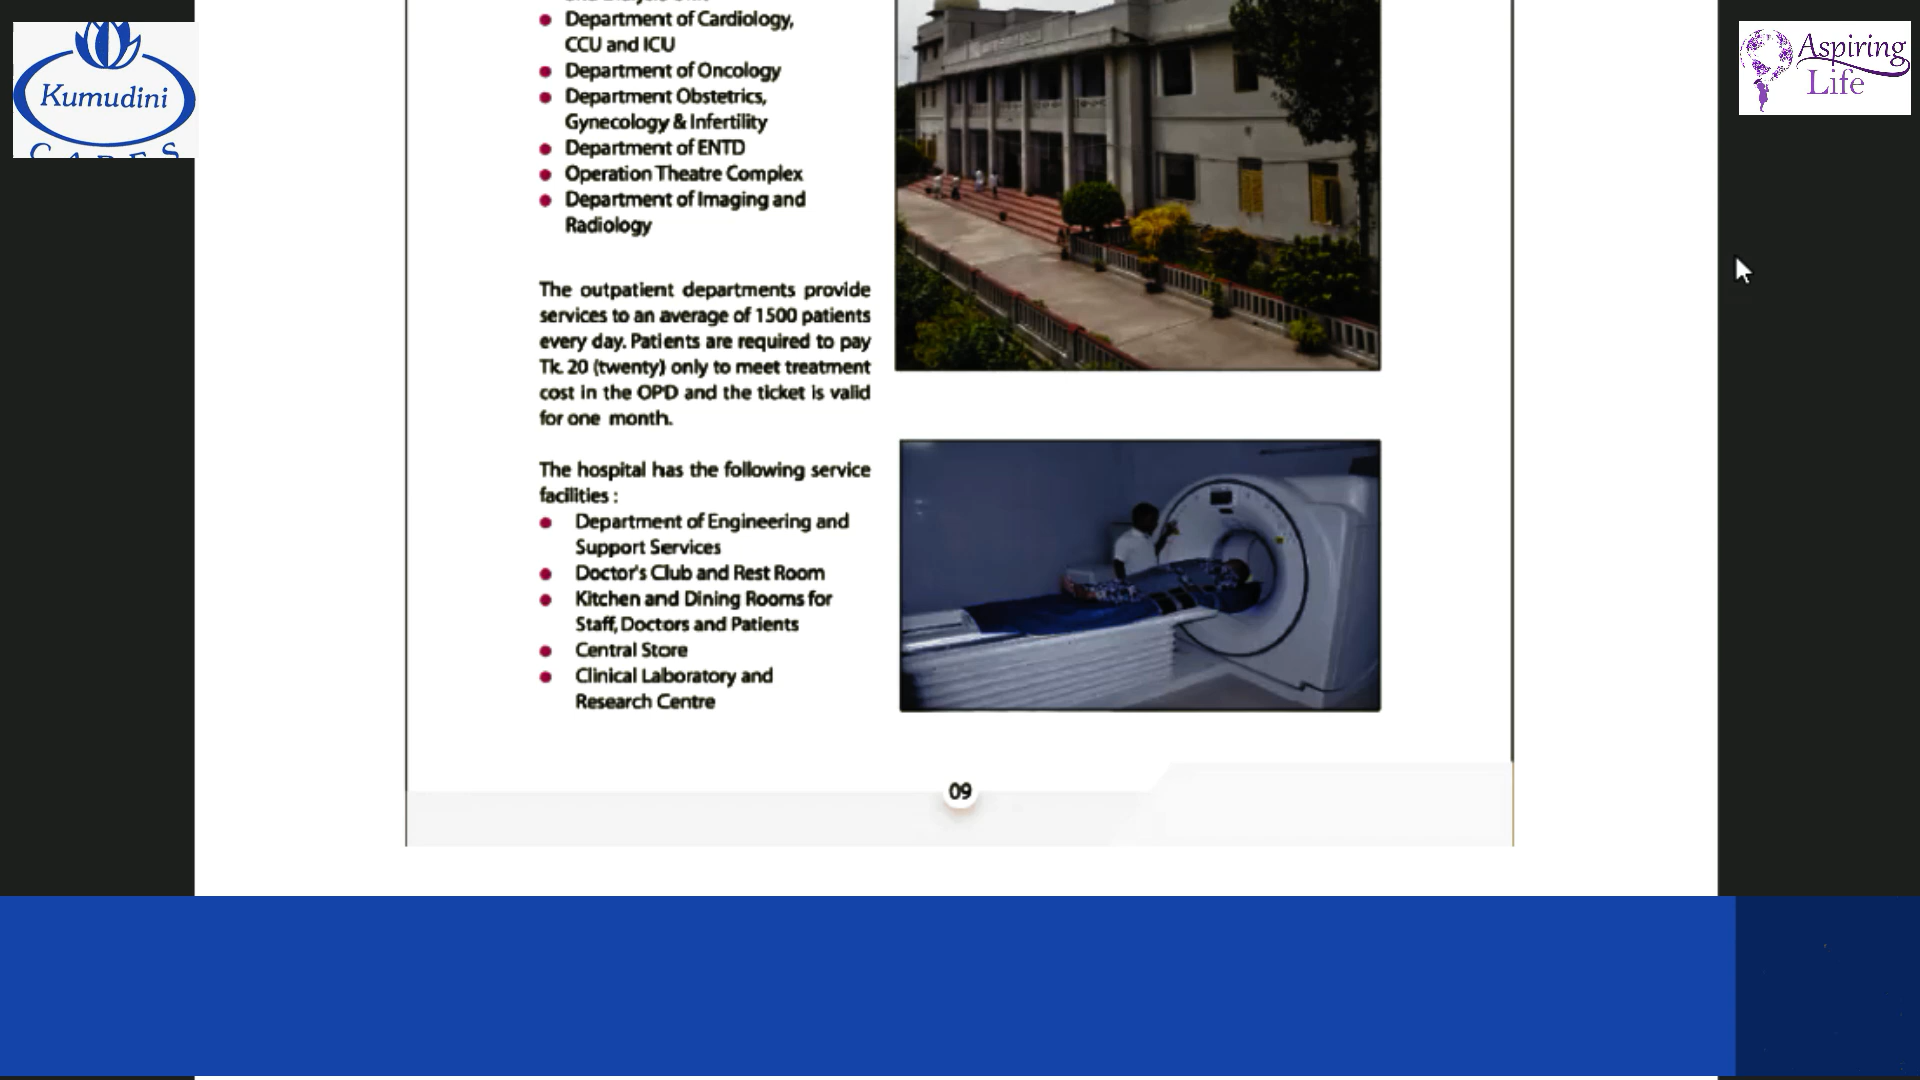 Department of Cardiology,
CCU and ICU
Department of Oncology
Department Obstetrics,
Gynecology & Infertility
Department of ENTD
Operation Theatre Complex
Department of Imaging and
Radiology
The outpatient departments provide
services to an average of 1500 patients
every day. Patients are required to pay
Tk. 20 (twenty) only to meet treatment
cost in the OPD and the ticket is valid
for one month.
The hospital has the following service
facilities :
Department of Engineering and
Support Services
Doctor's Club and Rest Room
Kitchen and Dining Rooms for
Staff, Doctors and Patients
Central Store
Clinical Laboratory and
Research Centre
09
Kumudini
Aspiring
Life